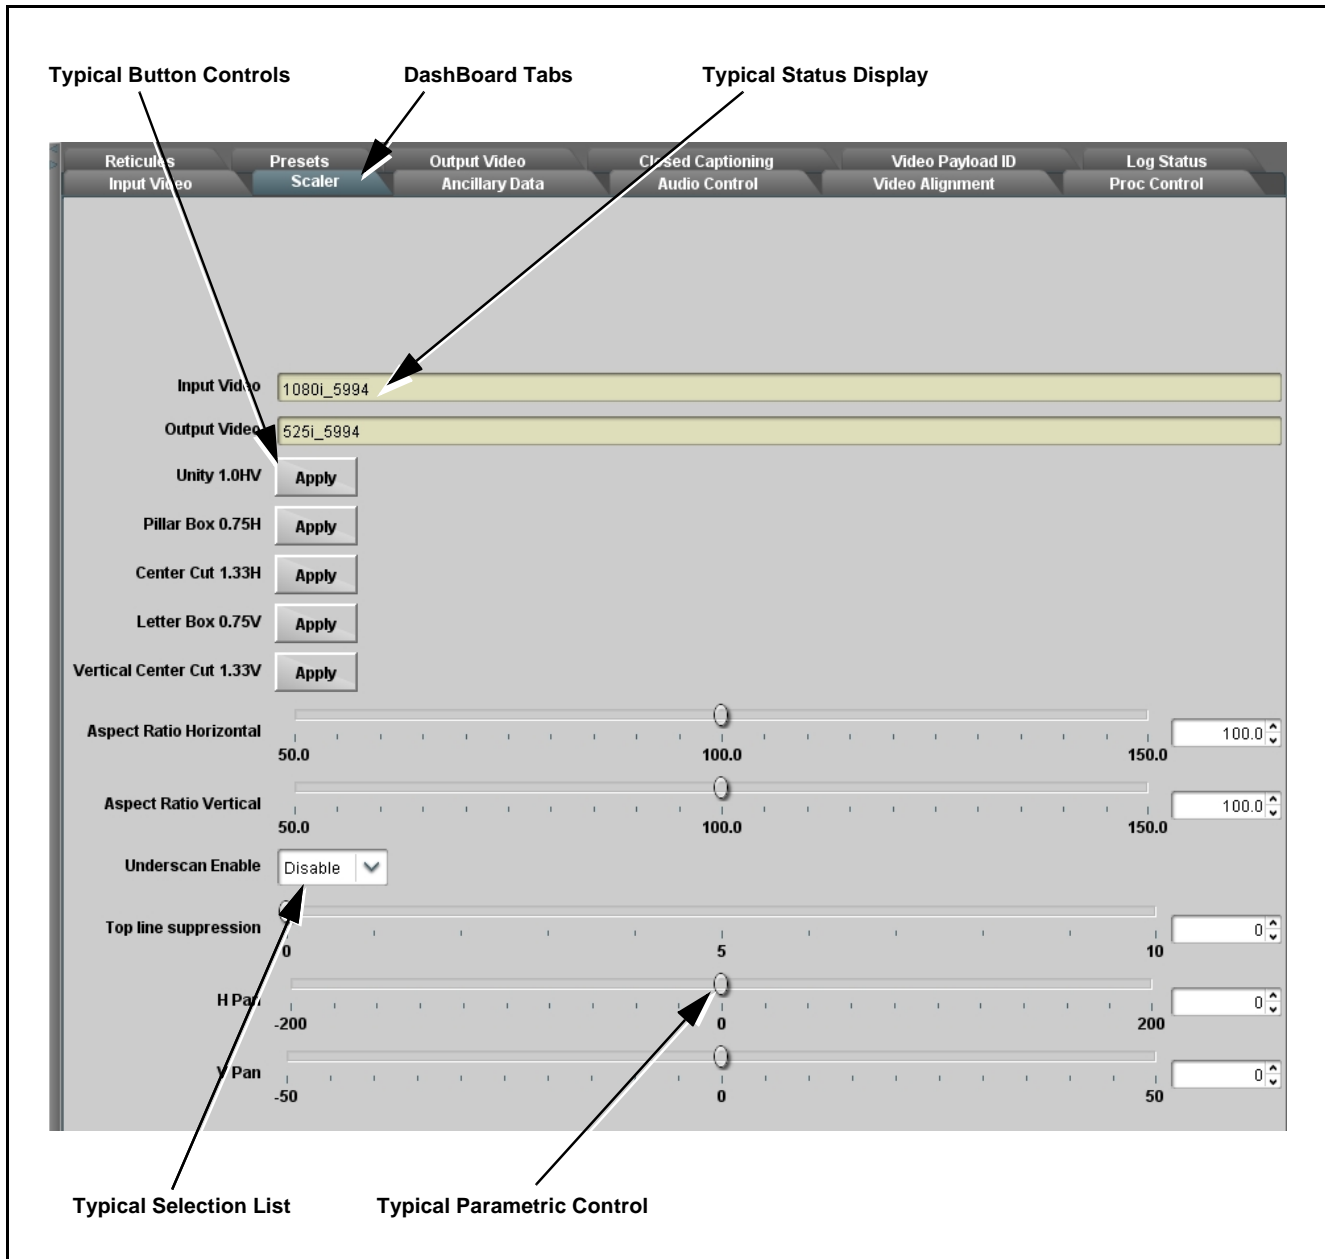 Typical Button Controls DashBoard Tabs Typical Status Display
Reticules Presets Output Video Closed Captioning Video Payload ID Log Status
Input Video Scaler Ancillary Data Audio Control Video Alignment Proc Control
Input Video 1080i_5994
Output Video 525i_5994
Unity 1.0HV Apply
Pillar Box 0.75H Apply
Center Cut 1.33H Apply
Letter Box 0.75V Apply
Vertical Center Cut 1.33V Apply
Aspect Ratio Horizontal 100.0
50.0 100.0 150.0
Aspect Ratio Vertical 100.0
50.0 100.0 150.0
Underscan Enable Disable
Top line suppression 0
0 5 10
H Pan 0
-200 0 200
V Pan 0
-50 0 50
Typical Selection List Typical Parametric Control